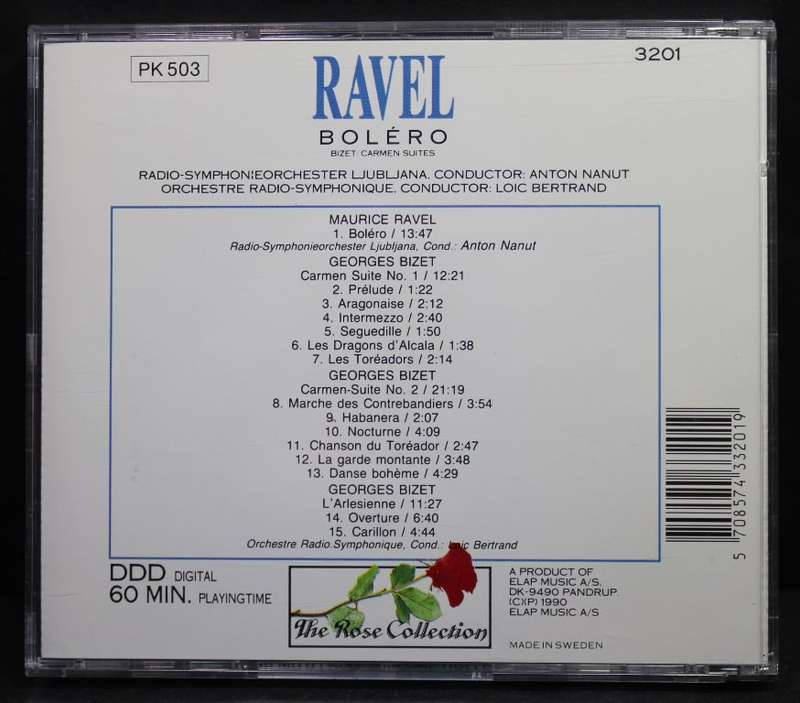 PK 503
3201
RAVEL
BOLÉRO
BIZET: CARMEN SUITES
RADIO-SYMPHONIEORCHESTER LJUBLJANA, CONDUCTOR: ANTON NANUT
ORCHESTRE RADIO-SYMPHONIQUE, CONDUCTOR: LOIC BERTRAND
MAURICE RAVEL
1. Boléro / 13:47
Radio-Symphonieorchester Ljubljana, Cond.: Anton Nanut
GEORGES BIZET
Carmen Suite No. 1 / 12:21
2. Prélude / 1:22
3. Aragonaise / 2:12
4. Intermezzo / 2:40
5. Seguedille / 1:50
6. Les Dragons d'Alcala / 1:38
7. Les Toréadors / 2:14
GEORGES BIZET
Carmen-Suite No. 2 / 21:19
8. Marche des Contrebandiers / 3:54
9. Habanera / 2:07
10. Nocturne / 4:09
11. Chanson du Toréador / 2:47
12. La garde montante / 3:48
13. Danse bohème / 4:29
GEORGES BIZET
L'Arlesienne / 11:27
14. Overture / 6:40
15. Carillon / 4:44
Orchestre Radio Symphonique, Cond.: Loic Bertrand
5 708574 332019
DDD DIGITAL
60 MIN. PLAYINGTIME
The Rose Collection
A PRODUCT OF
ELAP MUSIC A/S.
DK-9490 PANDRUP.
(C)(P) 1990
ELAP MUSIC A/S
MADE IN SWEDEN